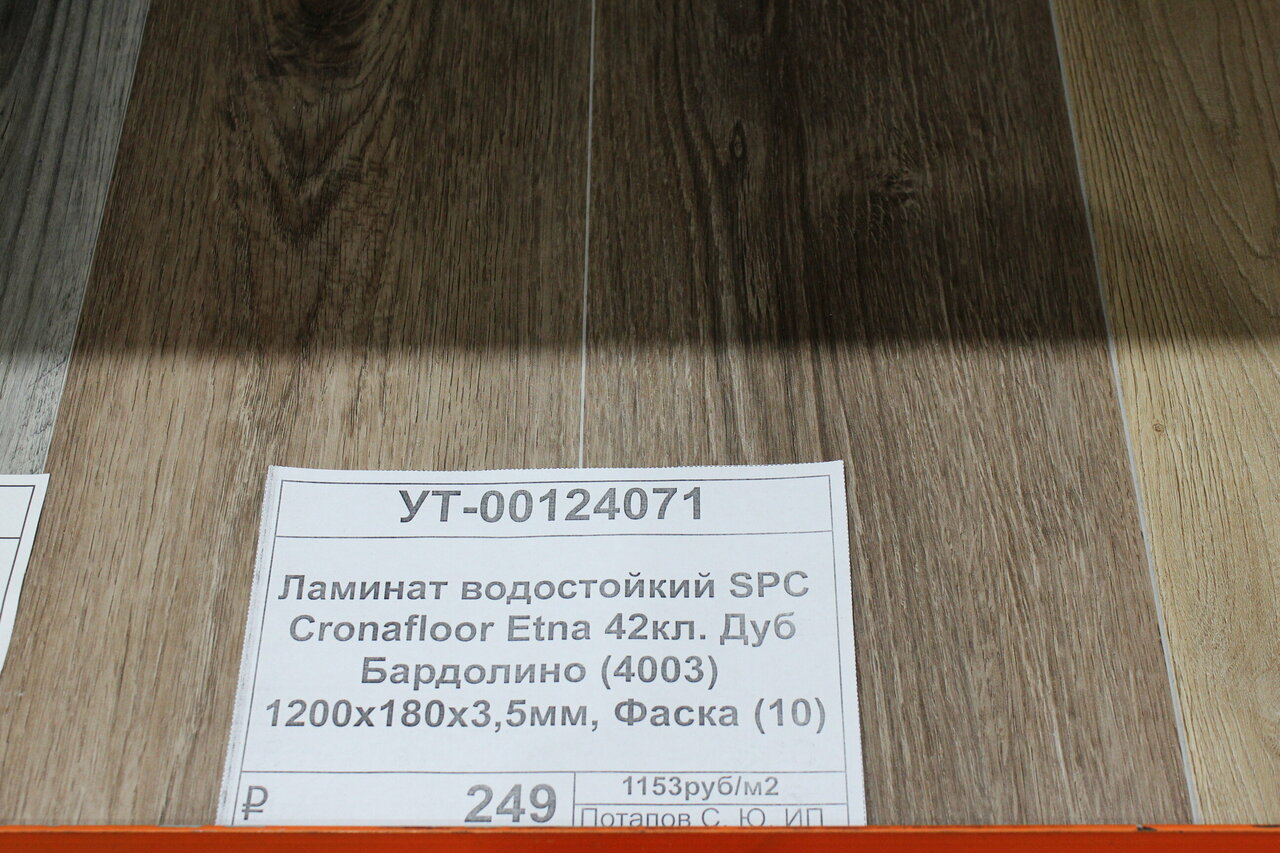 УТ-00124071
Ламинат водостойкий SPC
Cronafloor Etna 42кл. Дуб
Бардолино (4003)
1200х180х3,5мм, Фаска (10)
₽ 249
1153руб/м2
Потапов С. Ю. ИП